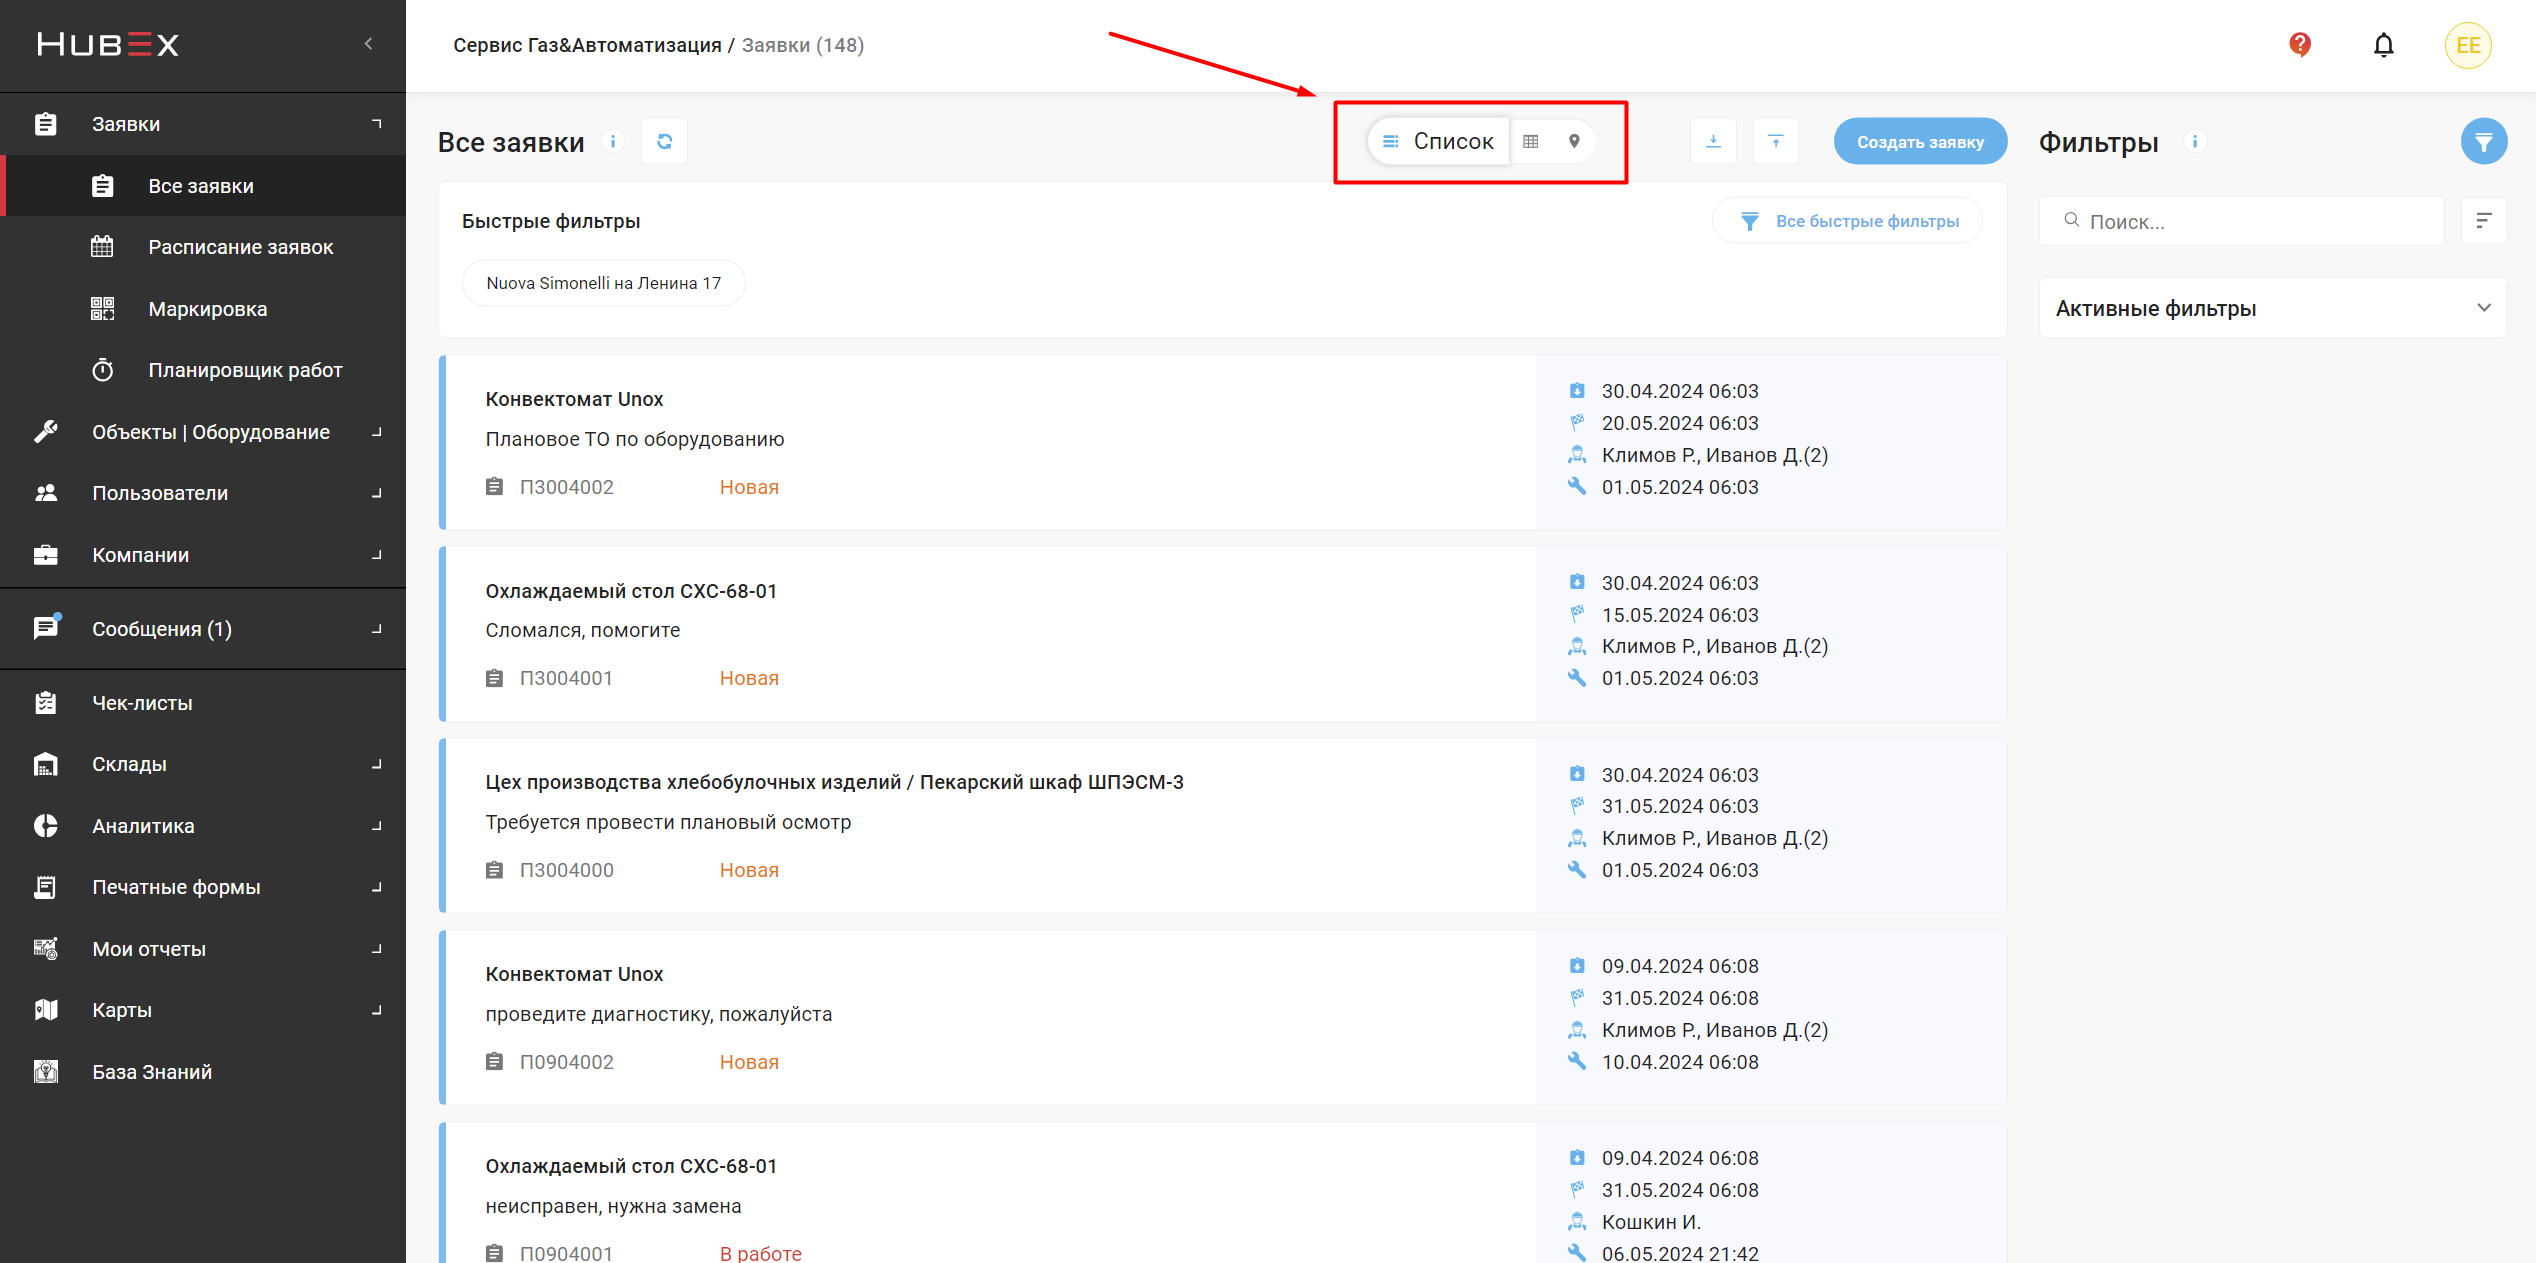 HUBEX
Сервис Газ&Автоматизация / Заявки (148)
EE
Заявки
Все заявки
Расписание заявок
Маркировка
Планировщик работ
Объекты | Оборудование
Пользователи
Компании
Сообщения (1)
Чек-листы
Склады
Аналитика
Печатные формы
Мои отчеты
Карты
База Знаний
Все заявки
Список
Создать заявку
Быстрые фильтры
Все быстрые фильтры
Nuova Simonelli на Ленина 17
Конвектомат Unox
Плановое ТО по оборудованию
П3004002 Новая
30.04.2024 06:03
20.05.2024 06:03
Климов Р., Иванов Д.(2)
01.05.2024 06:03
Охлаждаемый стол СХС-68-01
Сломался, помогите
П3004001 Новая
30.04.2024 06:03
15.05.2024 06:03
Климов Р., Иванов Д.(2)
01.05.2024 06:03
Цех производства хлебобулочных изделий / Пекарский шкаф ШПЭСМ-3
Требуется провести плановый осмотр
П3004000 Новая
30.04.2024 06:03
31.05.2024 06:03
Климов Р., Иванов Д.(2)
01.05.2024 06:03
Конвектомат Unox
проведите диагностику, пожалуйста
П0904002 Новая
09.04.2024 06:08
31.05.2024 06:08
Климов Р., Иванов Д.(2)
10.04.2024 06:08
Охлаждаемый стол СХС-68-01
неисправен, нужна замена
П0904001 В работе
09.04.2024 06:08
31.05.2024 06:08
Кошкин И.
06.05.2024 21:42
Фильтры
Поиск...
Активные фильтры